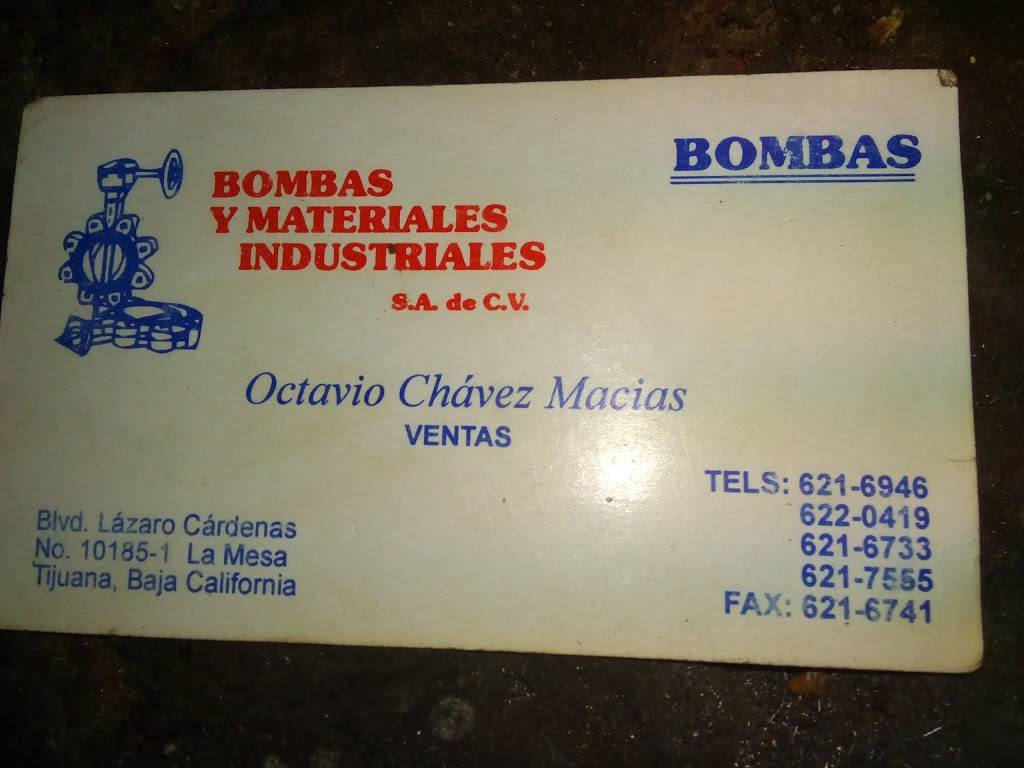 BOMBAS
BOMBAS
Y MATERIALES
INDUSTRIALES
S.A. de C.V.
Octavio Chávez Macias
VENTAS
Blvd. Lázaro Cárdenas
No. 10185-1 La Mesa
Tijuana, Baja California
TELS: 621-6946
622-0419
621-6733
621-7555
FAX: 621-6741